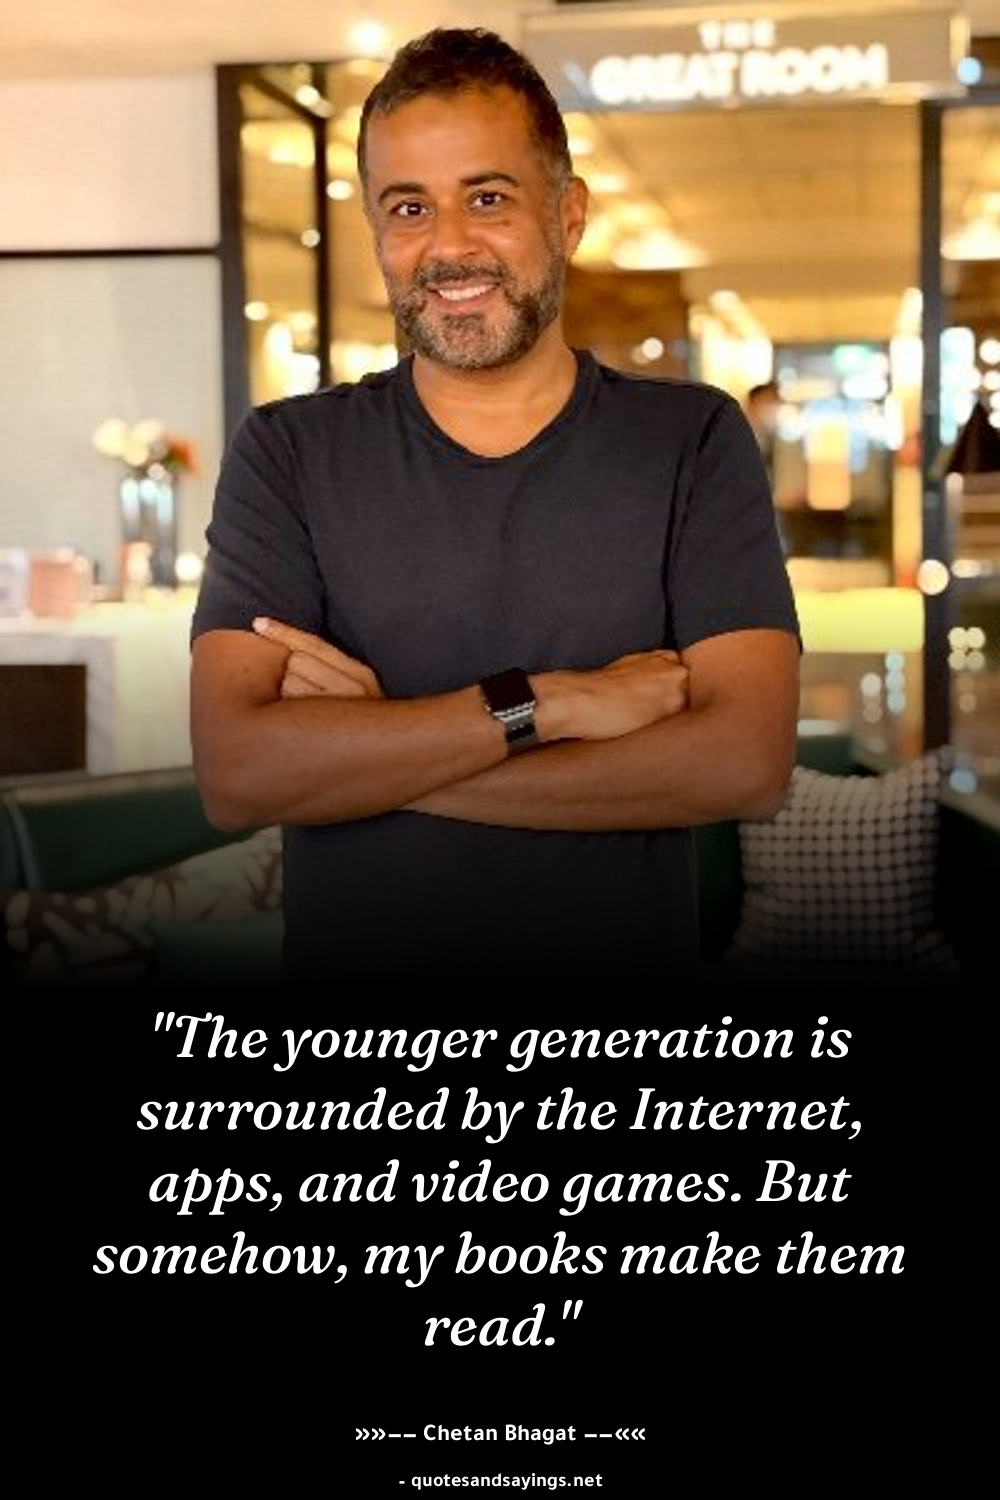 THE
GREAT ROOM
"The younger generation is
surrounded by the Internet,
apps, and video games. But
somehow, my books make them
read."
»»–– Chetan Bhagat ––««
- quotesandsayings.net